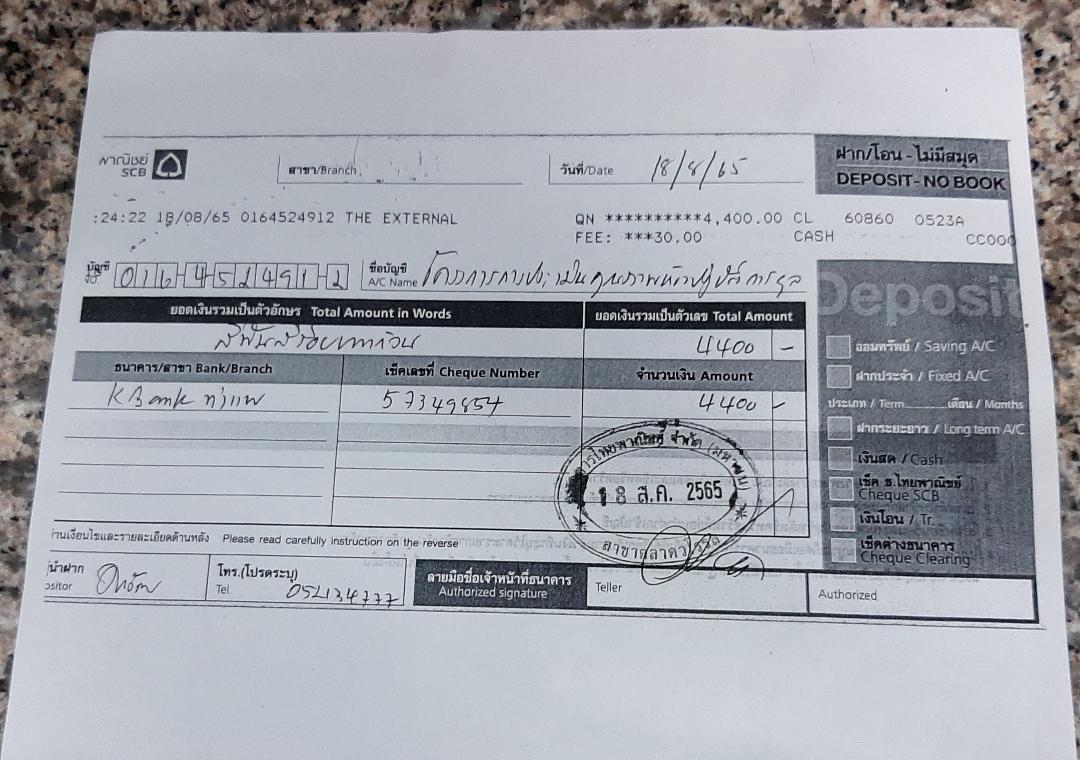 พาณิชย์
SCB
สาขา/Branch
วันที่/Date 18/8/65
ฝาก/โอน - ไม่มีสมุด
DEPOSIT- NO BOOK
:24:22 18/08/65 0164524912 THE EXTERNAL QN **********4,400.00 CL 60860 0523A
FEE: ***30.00 CASH CC000
บัญชี 016-4-52491-2
ชื่อบัญชี โครงการการประเมินคุณภาพห้องปฏิบัติการ
A/C Name
Deposit
ยอดเงินรวมเป็นตัวอักษร Total Amount in Words ยอดเงินรวมเป็นตัวเลข Total Amount
สี่พันสี่ร้อยบาทถ้วน 4400 -
ธนาคาร/สาขา Bank/Branch เช็คเลขที่ Cheque Number จำนวนเงิน Amount
KBank ท่าแพ 57349854 4400 -
ออมทรัพย์ / Saving A/C
ฝากประจำ / Fixed A/C
ประเภท / Term เดือน / Months
ฝากระยะยาว / Long term A/C
เงินสด / Cash
เช็ค ธ.ไทยพาณิชย์
Cheque SCB
เงินโอน / Tr.
เช็คต่างธนาคาร
Cheque Clearing
ารไทยพาณิชย์ จำกัด (มหาชน)
18 ส.ค. 2565
สาขาตลาด
่านเงื่อนไขและรายละเอียดด้านหลัง Please read carefully instruction on the reverse
ผู้นำฝาก
ositor
โทร.(โปรดระบุ)
Tel. 052134777
ลายมือชื่อเจ้าหน้าที่ธนาคาร
Authorized signature
Teller
Authorized